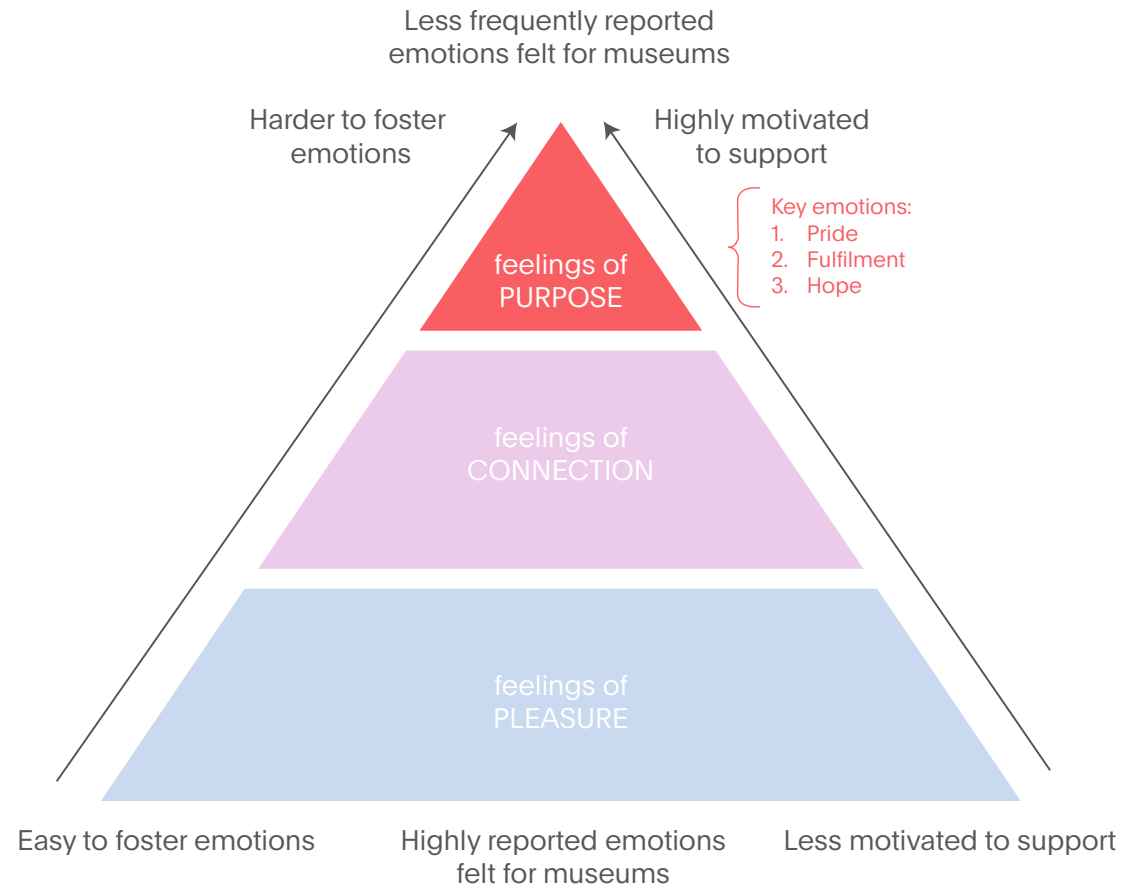 Less frequently reported
emotions felt for museums
Harder to foster
emotions
Highly motivated
to support
Key emotions:
1. Pride
2. Fulfilment
3. Hope
feelings of
PURPOSE
feelings of
CONNECTION
feelings of
PLEASURE
Easy to foster emotions
Highly reported emotions
felt for museums
Less motivated to support